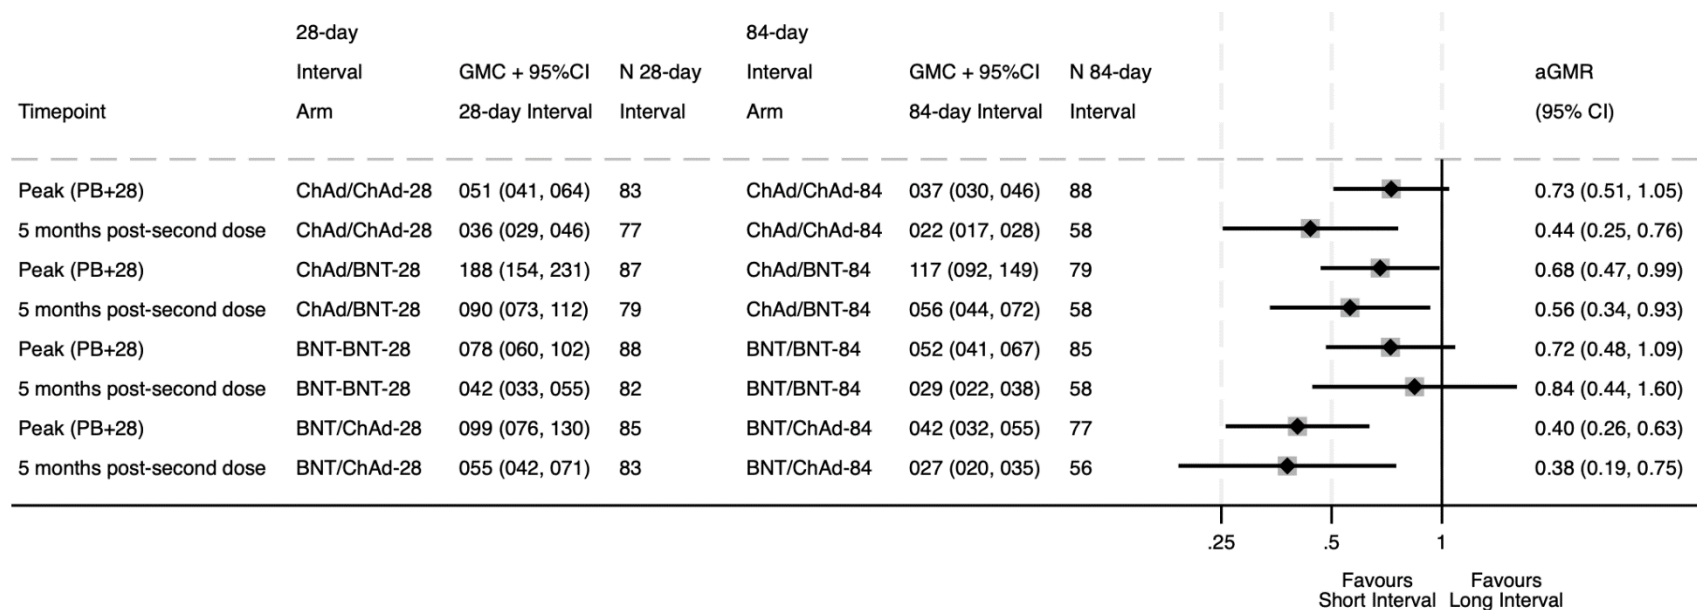 28-day 84-day
Interval GMC + 95%CI N 28-day Interval GMC + 95%CI N 84-day aGMR
Timepoint Arm 28-day Interval Interval Arm 84-day Interval Interval (95% CI)
Peak (PB+28) ChAd/ChAd-28 051 (041, 064) 83 ChAd/ChAd-84 037 (030, 046) 88 0.73 (0.51, 1.05)
5 months post-second dose ChAd/ChAd-28 036 (029, 046) 77 ChAd/ChAd-84 022 (017, 028) 58 0.44 (0.25, 0.76)
Peak (PB+28) ChAd/BNT-28 188 (154, 231) 87 ChAd/BNT-84 117 (092, 149) 79 0.68 (0.47, 0.99)
5 months post-second dose ChAd/BNT-28 090 (073, 112) 79 ChAd/BNT-84 056 (044, 072) 58 0.56 (0.34, 0.93)
Peak (PB+28) BNT-BNT-28 078 (060, 102) 88 BNT/BNT-84 052 (041, 067) 85 0.72 (0.48, 1.09)
5 months post-second dose BNT-BNT-28 042 (033, 055) 82 BNT/BNT-84 029 (022, 038) 58 0.84 (0.44, 1.60)
Peak (PB+28) BNT/ChAd-28 099 (076, 130) 85 BNT/ChAd-84 042 (032, 055) 77 0.40 (0.26, 0.63)
5 months post-second dose BNT/ChAd-28 055 (042, 071) 83 BNT/ChAd-84 027 (020, 035) 56 0.38 (0.19, 0.75)
.25 .5 1
Favours Favours
Short Interval Long Interval